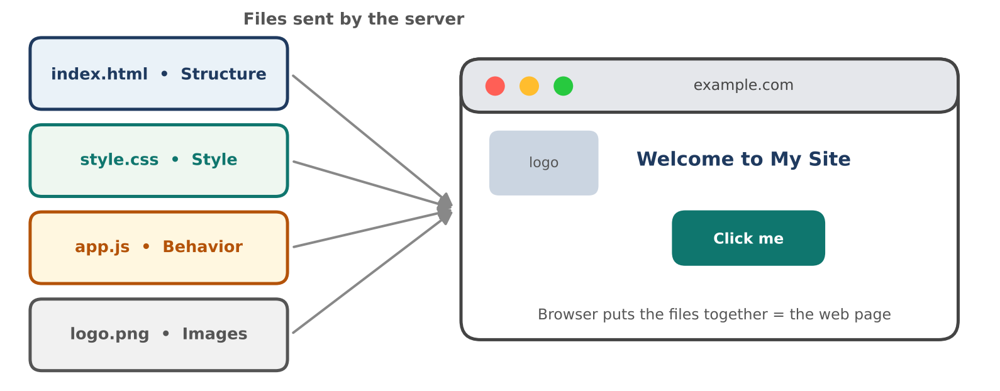 Files sent by the server
index.html • Structure
style.css • Style
app.js • Behavior
logo.png • Images
example.com
logo
Welcome to My Site
Click me
Browser puts the files together = the web page